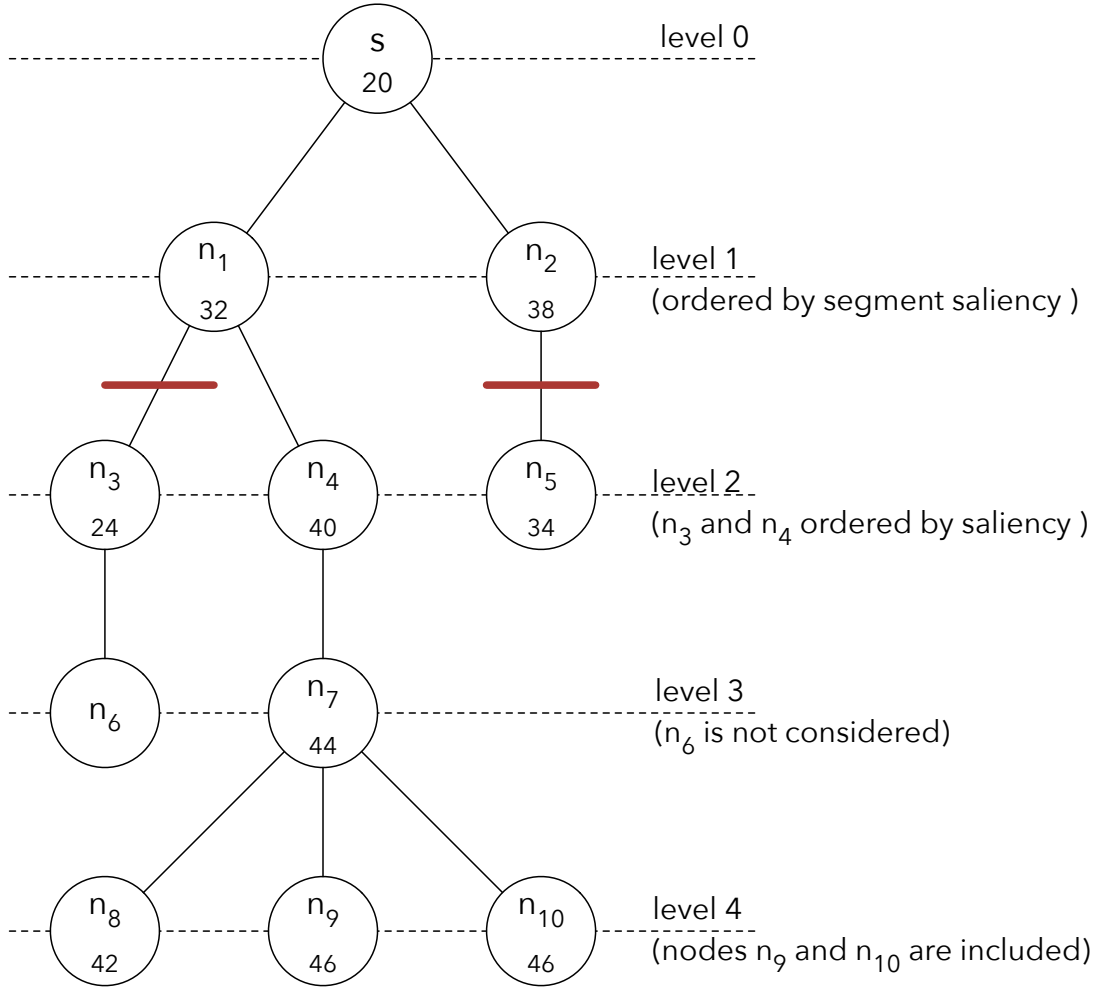 s
20
level 0
n₁
32
n₂
38
level 1
(ordered by segment saliency )
n₃
24
n₄
40
n₅
34
level 2
(n₃ and n₄ ordered by saliency )
n₆
n₇
44
level 3
(n₆ is not considered)
n₈
42
n₉
46
n₁₀
46
level 4
(nodes n₉ and n₁₀ are included)